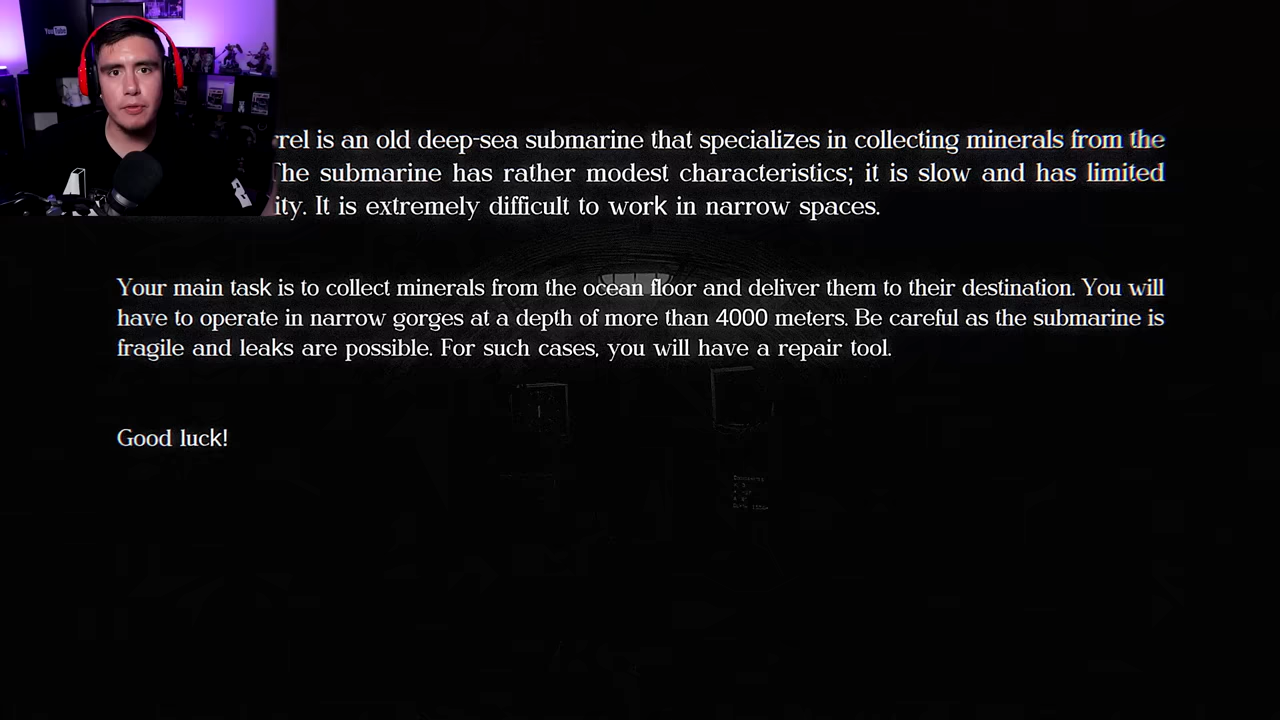 YouTube
is an old deep-sea submarine that specializes in collecting minerals from the
he submarine has rather modest characteristics; it is slow and has limited
ity. It is extremely difficult to work in narrow spaces.
Your main task is to collect minerals from the ocean floor and deliver them to their destination. You will
have to operate in narrow gorges at a depth of more than 4000 meters. Be careful as the submarine is
fragile and leaks are possible. For such cases, you will have a repair tool.
Good luck!